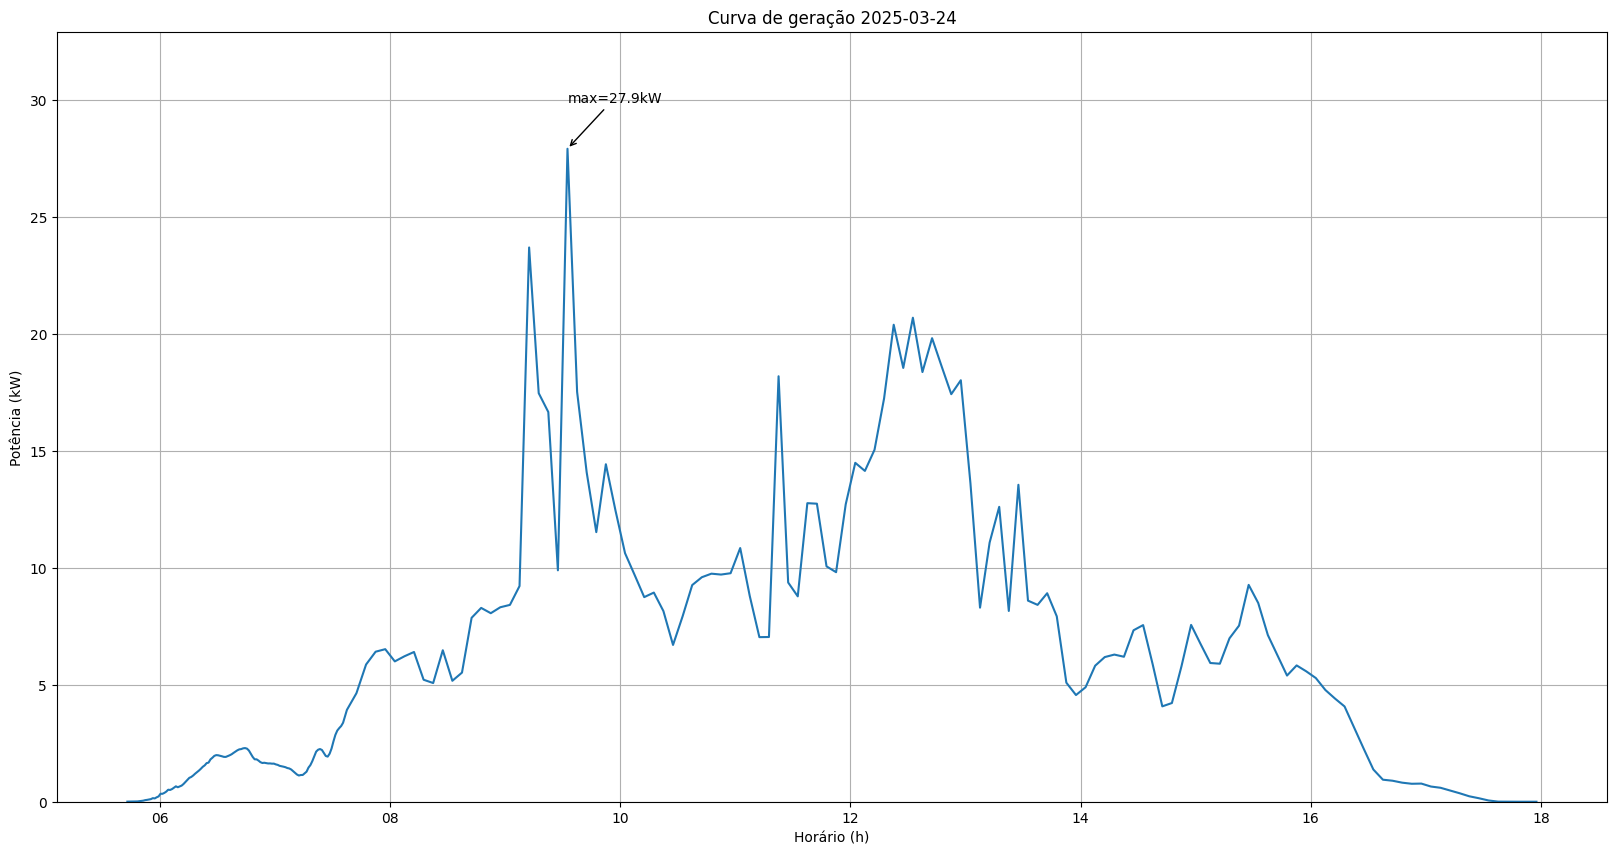 Curva de geração 2025-03-24
max=27.9kW
30
25
20
15
10
5
0
Potência (kW)
06 08 10 12 14 16 18
Horário (h)